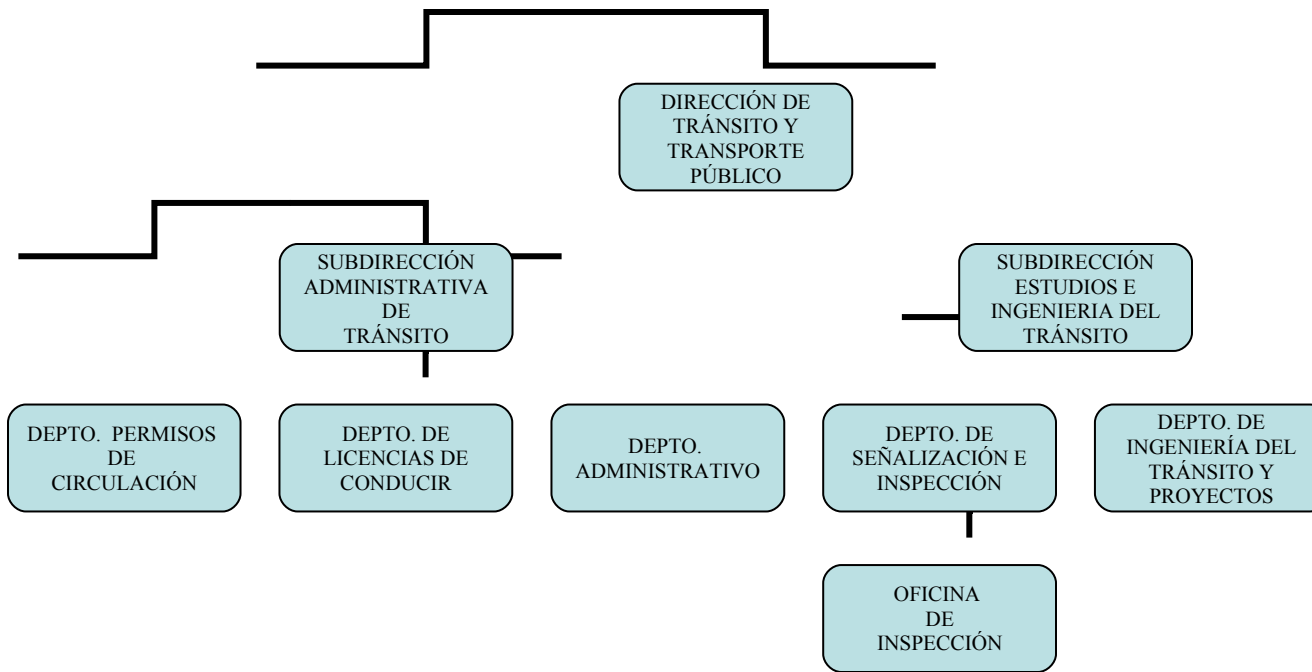 DIRECCIÓN DE
TRÁNSITO Y
TRANSPORTE
PÚBLICO
SUBDIRECCIÓN
ADMINISTRATIVA
DE
TRÁNSITO
SUBDIRECCIÓN
ESTUDIOS E
INGENIERIA DEL
TRÁNSITO
DEPTO. PERMISOS
DE
CIRCULACIÓN
DEPTO. DE
LICENCIAS DE
CONDUCIR
DEPTO.
ADMINISTRATIVO
DEPTO. DE
SEÑALIZACIÓN E
INSPECCIÓN
DEPTO. DE
INGENIERÍA DEL
TRÁNSITO Y
PROYECTOS
OFICINA
DE
INSPECCIÓN